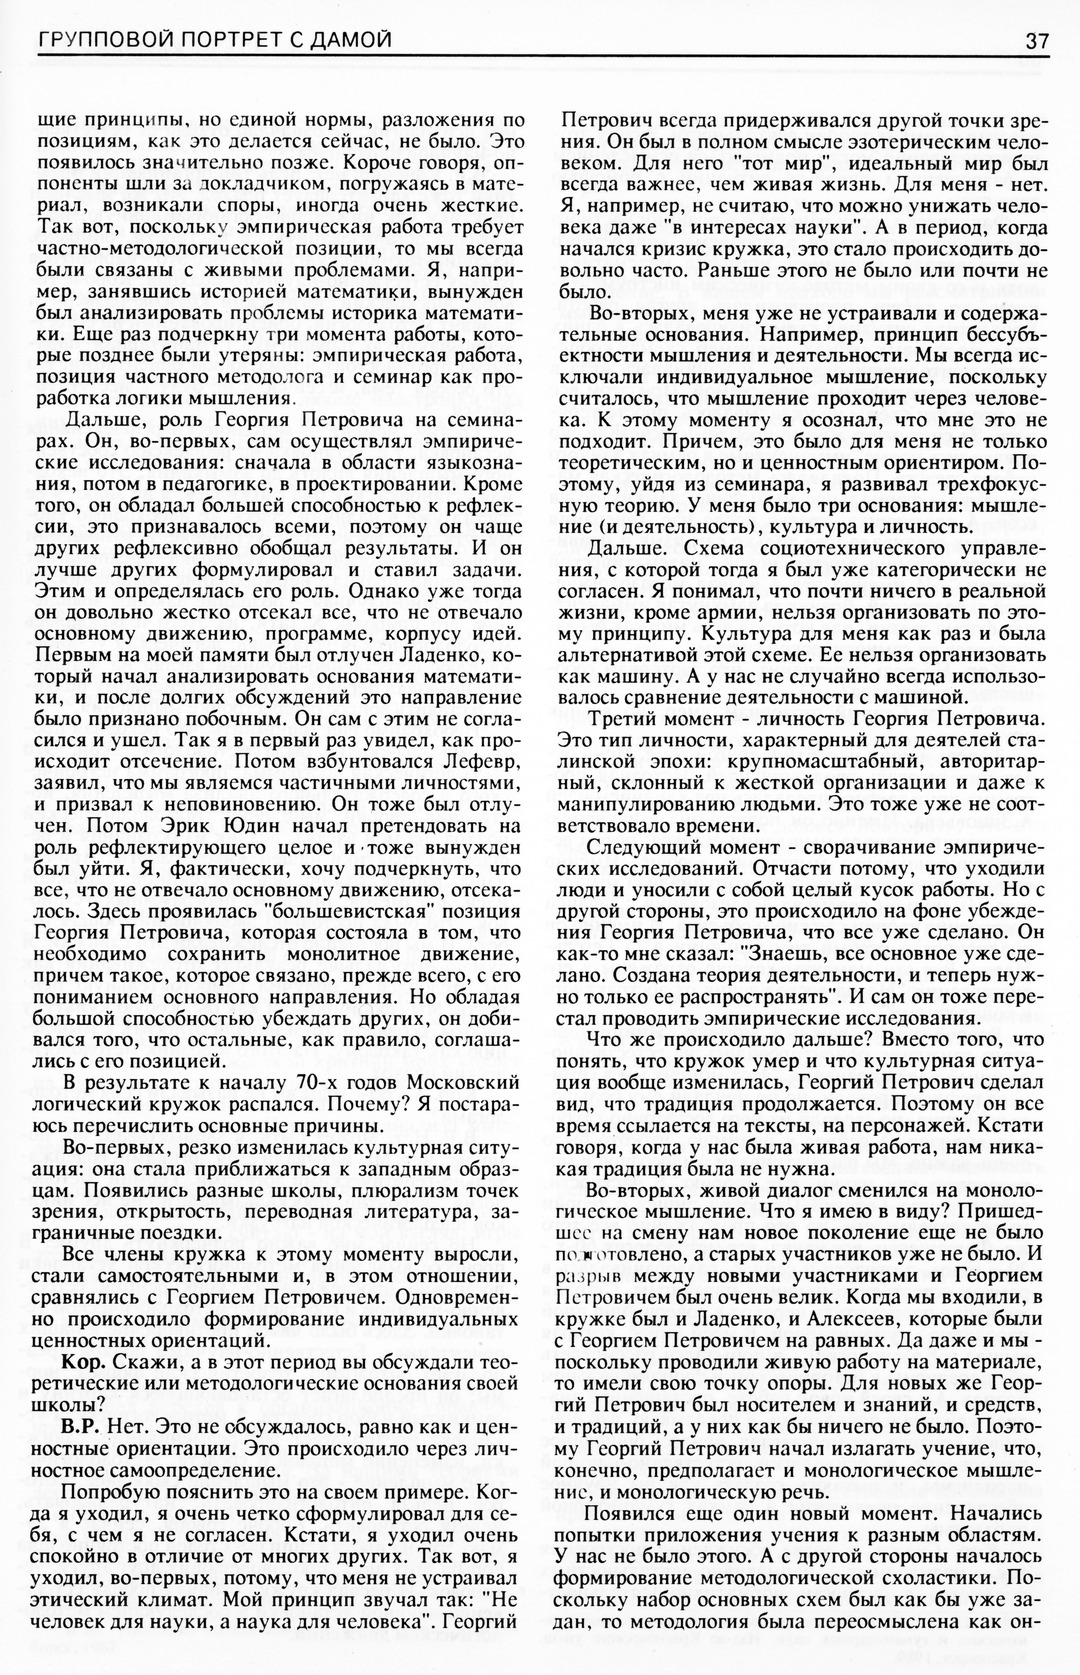 ГРУППОВОЙ ПОРТРЕТ С ДАМОЙ
37
щие принципы, но единой нормы, разложения по
позициям, как это делается сейчас, не было. Это
появилось значительно позже. Короче говоря, оп-
поненты шли за докладчиком, погружаясь в мате-
риал, возникали споры, иногда очень жесткие.
Так вот, поскольку эмпирическая работа требует
частно-методологической позиции, то мы всегда
были связаны с живыми проблемами. Я, напри-
мер, занявшись историей математики, вынужден
был анализировать проблемы историка математи-
ки. Еще раз подчеркну три момента работы, кото-
рые позднее были утеряны: эмпирическая работа,
позиция частного методолога и семинар как про-
работка логики мышления.
Дальше, роль Георгия Петровича на семина-
рах. Он, во-первых, сам осуществлял эмпириче-
ские исследования: сначала в области языкозна-
ния, потом в педагогике, в проектировании. Кроме
того, он обладал большей способностью к рефлек-
сии, это признавалось всеми, поэтому он чаще
других рефлексивно обобщал результаты. И он
лучше других формулировал и ставил задачи.
Этим и определялась его роль. Однако уже тогда
он довольно жестко отсекал все, что не отвечало
основному движению, программе, корпусу идей.
Первым на моей памяти был отлучен Ладенко, ко-
торый начал анализировать основания математи-
ки, и после долгих обсуждений это направление
было признано побочным. Он сам с этим не согла-
сился и ушел. Так я в первый раз увидел, как про-
исходит отсечение. Потом взбунтовался Лефевр,
заявил, что мы являемся частичными личностями,
и призвал к неповиновению. Он тоже был отлу-
чен. Потом Эрик Юдин начал претендовать на
роль рефлектирующего целое и тоже вынужден
был уйти. Я, фактически, хочу подчеркнуть, что
все, что не отвечало основному движению, отсека-
лось. Здесь проявилась "большевистская" позиция
Георгия Петровича, которая состояла в том, что
необходимо сохранить монолитное движение,
причем такое, которое связано, прежде всего, с его
пониманием основного направления. Но обладая
большой способностью убеждать других, он доби-
вался того, что остальные, как правило, соглаша-
лись с его позицией.
В результате к началу 70-х годов Московский
логический кружок распался. Почему? Я постара-
юсь перечислить основные причины.
Во-первых, резко изменилась культурная ситу-
ация: она стала приближаться к западным образ-
цам. Появились разные школы, плюрализм точек
зрения, открытость, переводная литература, за-
граничные поездки.
Все члены кружка к этому моменту выросли,
стали самостоятельными и, в этом отношении,
сравнялись с Георгием Петровичем. Одновремен-
но происходило формирование индивидуальных
ценностных ориентаций.
Кор. Скажи, а в этот период вы обсуждали тео-
ретические или методологические основания своей
школы?
В.Р. Нет. Это не обсуждалось, равно как и цен-
ностные ориентации. Это происходило через лич-
ностное самоопределение.
Попробую пояснить это на своем примере. Ког-
да я уходил, я очень четко сформулировал для се-
бя, с чем я не согласен. Кстати, я уходил очень
спокойно в отличие от многих других. Так вот, я
уходил, во-первых, потому, что меня не устраивал
этический климат. Мой принцип звучал так: "Не
человек для науки, а наука для человека". Георгий
Петрович всегда придерживался другой точки зре-
ния. Он был в полном смысле эзотерическим чело-
веком. Для него "тот мир", идеальный мир был
всегда важнее, чем живая жизнь. Для меня - нет.
Я, например, не считаю, что можно унижать чело-
века даже "в интересах науки". А в период, когда
начался кризис кружка, это стало происходить до-
вольно часто. Раньше этого не было или почти не
было.
Во-вторых, меня уже не устраивали и содержа-
тельные основания. Например, принцип бессубъ-
ектности мышления и деятельности. Мы всегда ис-
ключали индивидуальное мышление, поскольку
считалось, что мышление проходит через челове-
ка. К этому моменту я осознал, что мне это не
подходит. Причем, это было для меня не только
теоретическим, но и ценностным ориентиром. По-
этому, уйдя из семинара, я развивал трехфокус-
ную теорию. У меня было три основания: мышле-
ние (и деятельность), культура и личность.
Дальше. Схема социотехнического управле-
ния, с которой тогда я был уже категорически не
согласен. Я понимал, что почти ничего в реальной
жизни, кроме армии, нельзя организовать по это-
му принципу. Культура для меня как раз и была
альтернативой этой схеме. Ее нельзя организовать
как машину. А у нас не случайно всегда использо-
валось сравнение деятельности с машиной.
Третий момент - личность Георгия Петровича.
Это тип личности, характерный для деятелей ста-
линской эпохи: крупномасштабный, авторитар-
ный, склонный к жесткой организации и даже к
манипулированию людьми. Это тоже уже не соот-
ветствовало времени.
Следующий момент - сворачивание эмпириче-
ских исследований. Отчасти потому, что уходили
люди и уносили с собой целый кусок работы. Но с
другой стороны, это происходило на фоне убежде-
ния Георгия Петровича, что все уже сделано. Он
как-то мне сказал: "Знаешь, все основное уже сде-
лано. Создана теория деятельности, и теперь нуж-
но только ее распространять". И сам он тоже пере-
стал проводить эмпирические исследования.
Что же происходило дальше? Вместо того, что
понять, что кружок умер и что культурная ситуа-
ция вообще изменилась, Георгий Петрович сделал
вид, что традиция продолжается. Поэтому он все
время ссылается на тексты, на персонажей. Кстати
говоря, когда у нас была живая работа, нам ника-
кая традиция была не нужна.
Во-вторых, живой диалог сменился на моноло-
гическое мышление. Что я имею в виду? Пришед-
шее на смену нам новое поколение еще не было
подготовлено, а старых участников уже не было. И
разрыв между новыми участниками и Георгием
Петровичем был очень велик. Когда мы входили, в
кружке был и Ладенко, и Алексеев, которые были
с Георгием Петровичем на равных. Да даже и мы -
поскольку проводили живую работу на материале,
то имели свою точку опоры. Для новых же Геор-
гий Петрович был носителем и знаний, и средств,
и традиций, а у них как бы ничего не было. Поэто-
му Георгий Петрович начал излагать учение, что,
конечно, предполагает и монологическое мышле-
ние, и монологическую речь.
Появился еще один новый момент. Начались
попытки приложения учения к разным областям.
У нас не было этого. А с другой стороны началось
формирование методологической схоластики. По-
скольку набор основных схем был как бы уже за-
дан, то методология была переосмыслена как он-